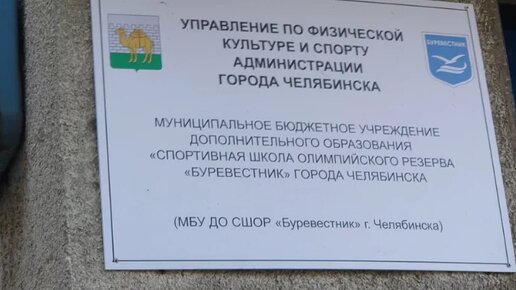 УПРАВЛЕНИЕ ПО ФИЗИЧЕСКОЙ
КУЛЬТУРЕ И СПОРТУ
АДМИНИСТРАЦИИ
ГОРОДА ЧЕЛЯБИНСКА
БУРЕВЕСТНИК
МУНИЦИПАЛЬНОЕ БЮДЖЕТНОЕ УЧРЕЖДЕНИЕ
ДОПОЛНИТЕЛЬНОГО ОБРАЗОВАНИЯ
«СПОРТИВНАЯ ШКОЛА ОЛИМПИЙСКОГО РЕЗЕРВА
«БУРЕВЕСТНИК» ГОРОДА ЧЕЛЯБИНСКА
(МБУ ДО СШОР «Буревестник» г. Челябинска)